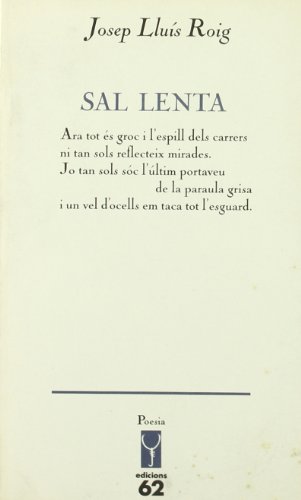 Josep Lluís Roig
SAL LENTA
Ara tot és groc i l'espill dels carrers
ni tan sols reflecteix mirades.
Jo tan sols sóc l'últim portaveu
de la paraula grisa
i un vel d'ocells em taca tot l'esguard.
Poesia
edicions
62